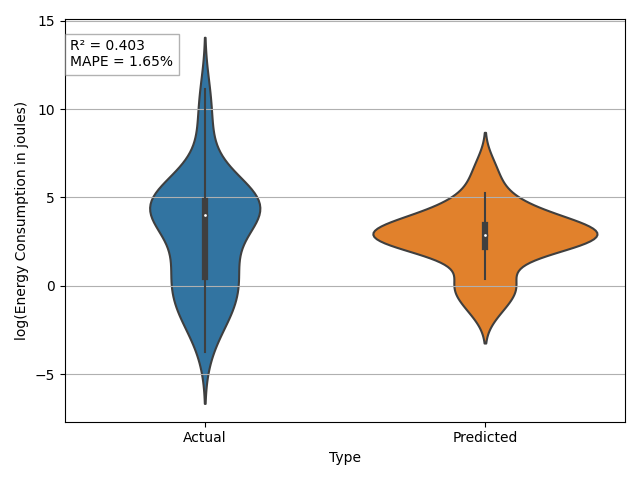 15
R² = 0.403
MAPE = 1.65%
10
5
0
−5
log(Energy Consumption in joules)
Actual
Predicted
Type